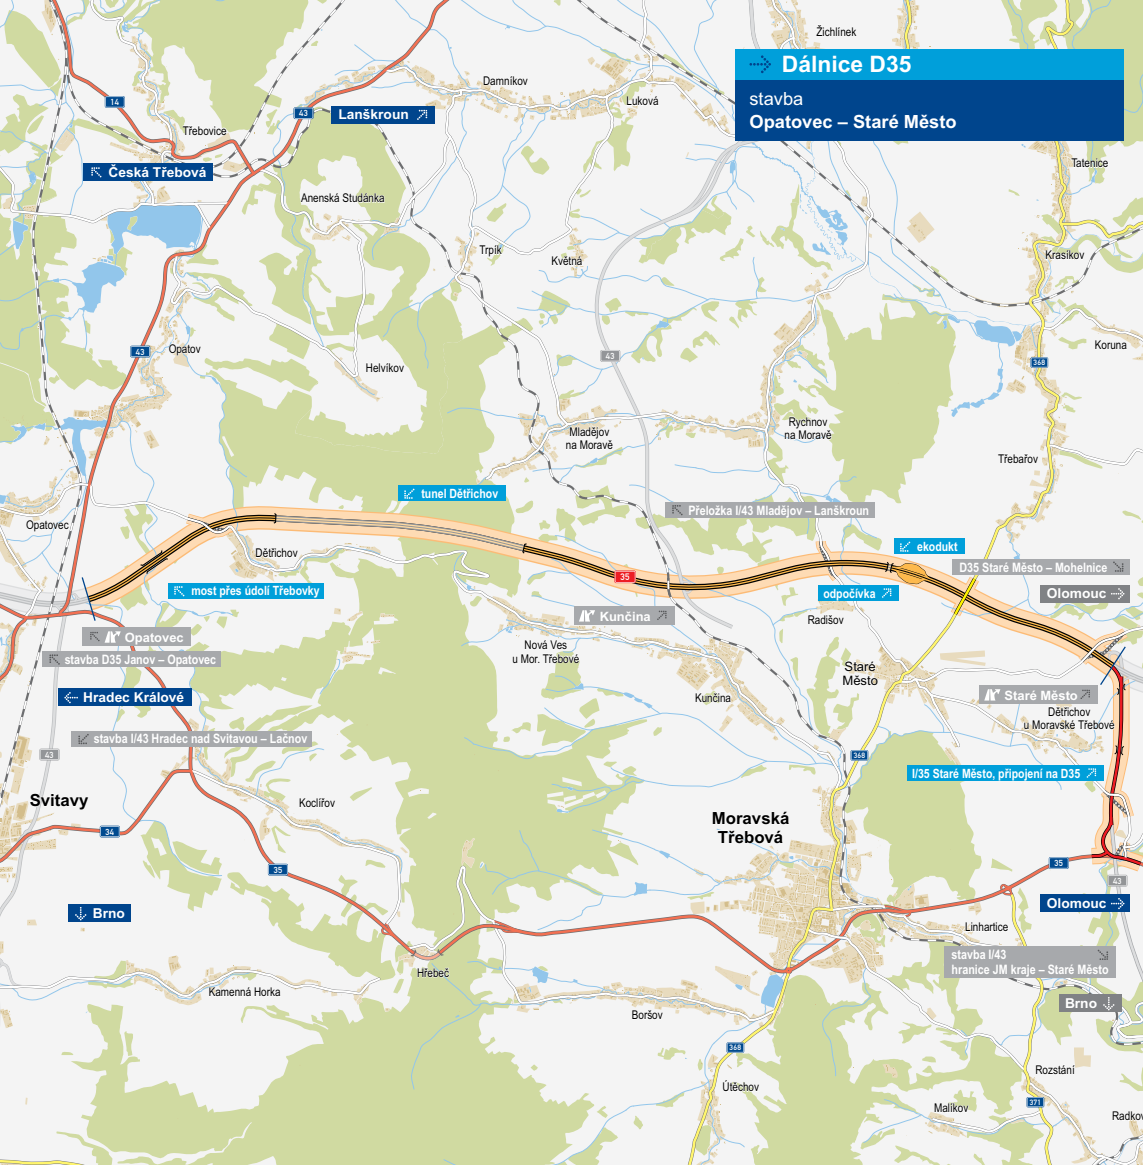 Žichlínek
Dálnice D35
stavba
Opatovec – Staré Město
Damníkov
Luková
14
43
Lanškroun
Třebovice
Česká Třebová
Tatenice
Anenská Studánka
Trpík
Květná
Krasíkov
43
Opatov
43
Koruna
368
Helvíkov
Mladějov
na Moravě
Rychnov
na Moravě
Třebařov
tunel Dětřichov
Přeložka I/43 Mladějov – Lanškroun
Opatovec
Dětřichov
ekodukt
D35 Staré Město – Mohelnice
35
most přes údolí Třebovky
odpočívka
Olomouc
Kunčina
Radišov
Opatovec
Nová Ves
u Mor. Třebové
stavba D35 Janov – Opatovec
Staré
Město
Hradec Králové
Kunčina
Staré Město
Dětřichov
u Moravské Třebové
stavba I/43 Hradec nad Svitavou – Lačnov
43
368
I/35 Staré Město, připojení na D35
Svitavy
Koclířov
Moravská
Třebová
34
35
35
43
Brno
Olomouc
Linhartice
stavba I/43
hranice JM kraje – Staré Město
Hřebeč
Kamenná Horka
Brno
Boršov
368
Rozstání
Útěchov
371
Malíkov
Radkov